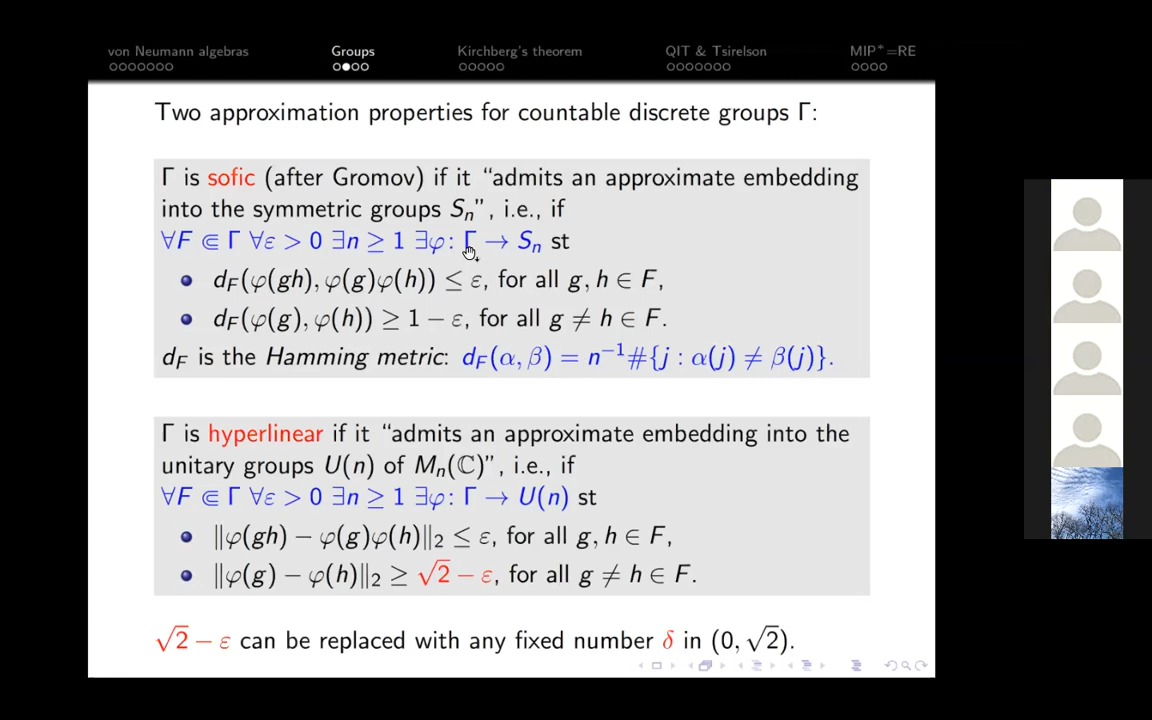 von Neumann algebras Groups Kirchberg's theorem QIT & Tsirelson MIP*=RE
Two approximation properties for countable discrete groups Γ:
Γ is sofic (after Gromov) if it “admits an approximate embedding
into the symmetric groups Sₙ”, i.e., if
∀F ⋐ Γ ∀ε > 0 ∃n ≥ 1 ∃φ: Γ → Sₙ st
• d_F(φ(gh), φ(g)φ(h)) ≤ ε, for all g, h ∈ F,
• d_F(φ(g), φ(h)) ≥ 1 − ε, for all g ≠ h ∈ F.
d_F is the Hamming metric: d_F(α, β) = n⁻¹#{j : α(j) ≠ β(j)}.
Γ is hyperlinear if it “admits an approximate embedding into the
unitary groups U(n) of Mₙ(ℂ)”, i.e., if
∀F ⋐ Γ ∀ε > 0 ∃n ≥ 1 ∃φ: Γ → U(n) st
• ‖φ(gh) − φ(g)φ(h)‖₂ ≤ ε, for all g, h ∈ F,
• ‖φ(g) − φ(h)‖₂ ≥ √2 − ε, for all g ≠ h ∈ F.
√2 − ε can be replaced with any fixed number δ in (0, √2).